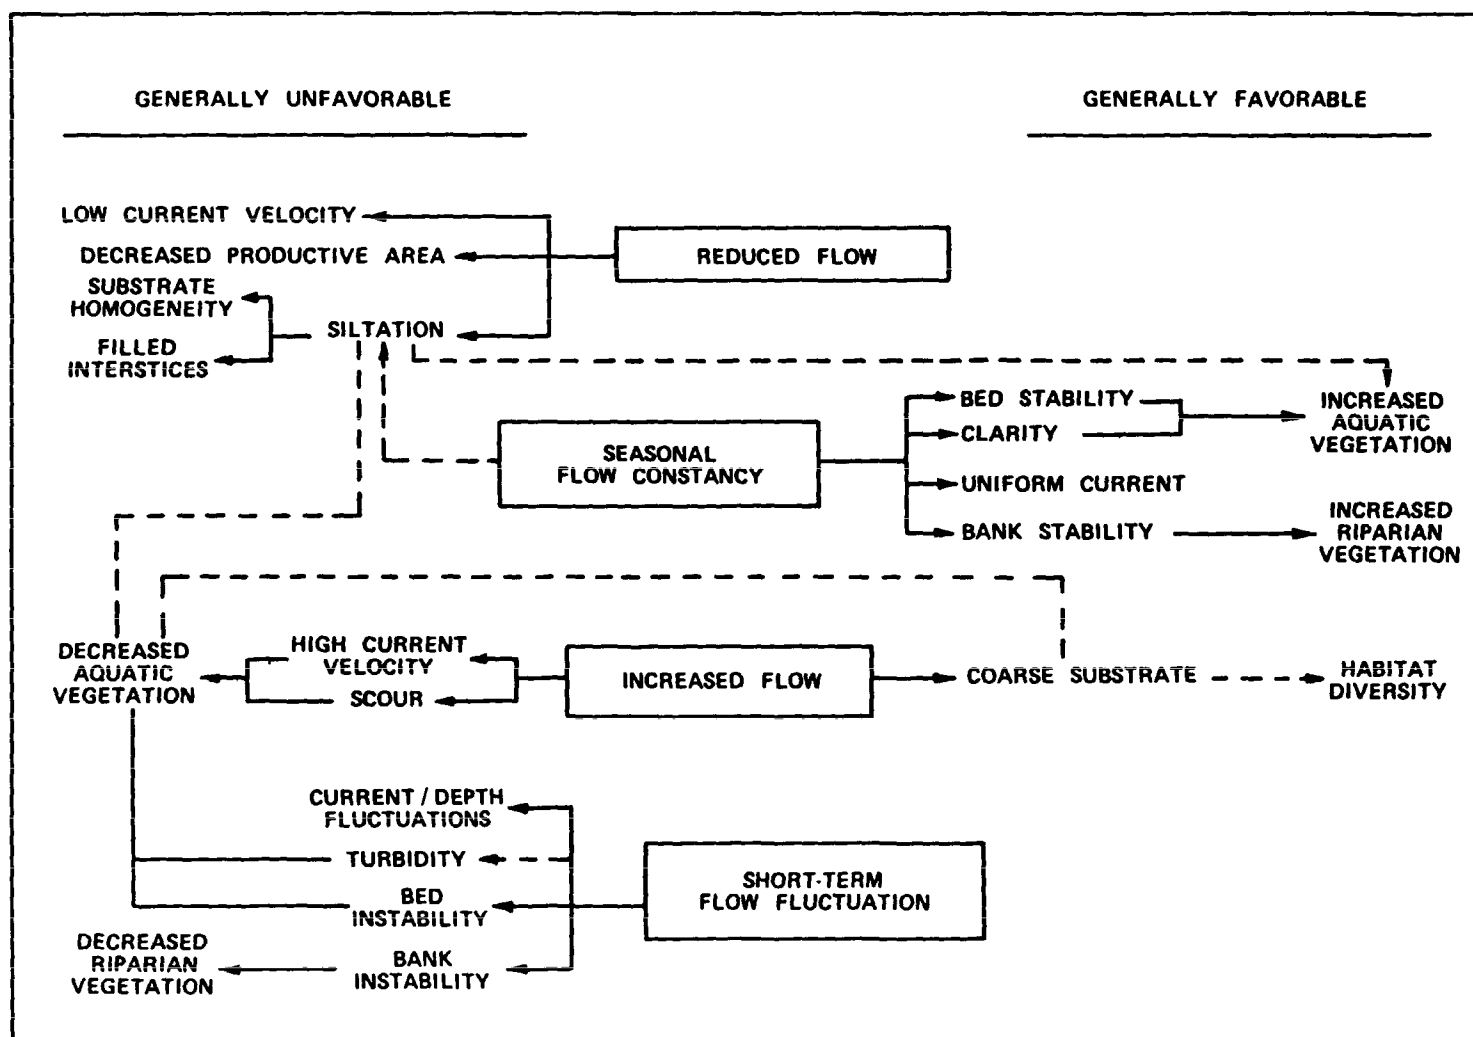 GENERALLY UNFAVORABLE
GENERALLY FAVORABLE
LOW CURRENT VELOCITY
DECREASED PRODUCTIVE AREA
SUBSTRATE
HOMOGENEITY
SILTATION
FILLED
INTERSTICES
REDUCED FLOW
SEASONAL
FLOW CONSTANCY
BED STABILITY
CLARITY
UNIFORM CURRENT
BANK STABILITY
INCREASED
AQUATIC
VEGETATION
INCREASED
RIPARIAN
VEGETATION
DECREASED
AQUATIC
VEGETATION
HIGH CURRENT
VELOCITY
SCOUR
INCREASED FLOW
COARSE SUBSTRATE
HABITAT
DIVERSITY
CURRENT / DEPTH
FLUCTUATIONS
TURBIDITY
BED
INSTABILITY
BANK
INSTABILITY
SHORT-TERM
FLOW FLUCTUATION
DECREASED
RIPARIAN
VEGETATION